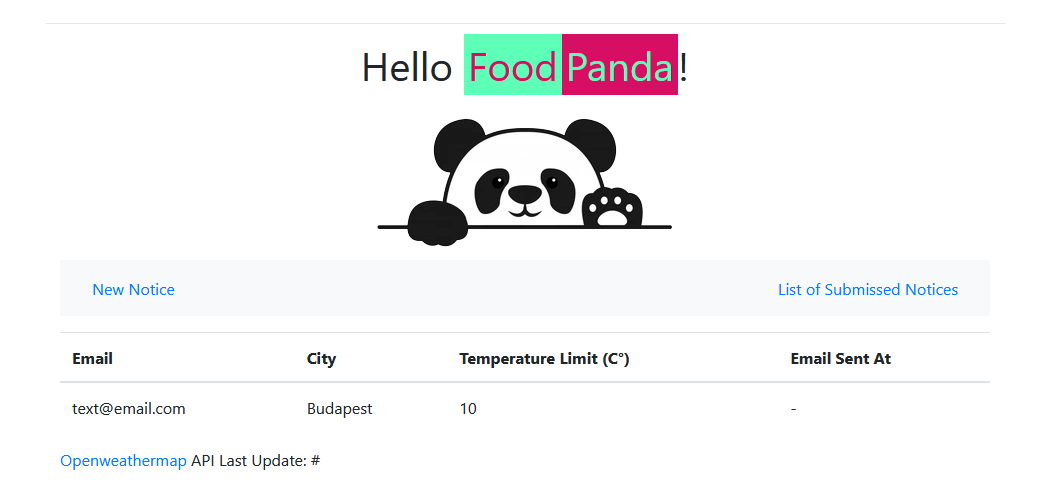 Hello Food Panda!
New Notice List of Submissed Notices
Email City Temperature Limit (C°) Email Sent At
text@email.com Budapest 10 -
Openweathermap API Last Update: #